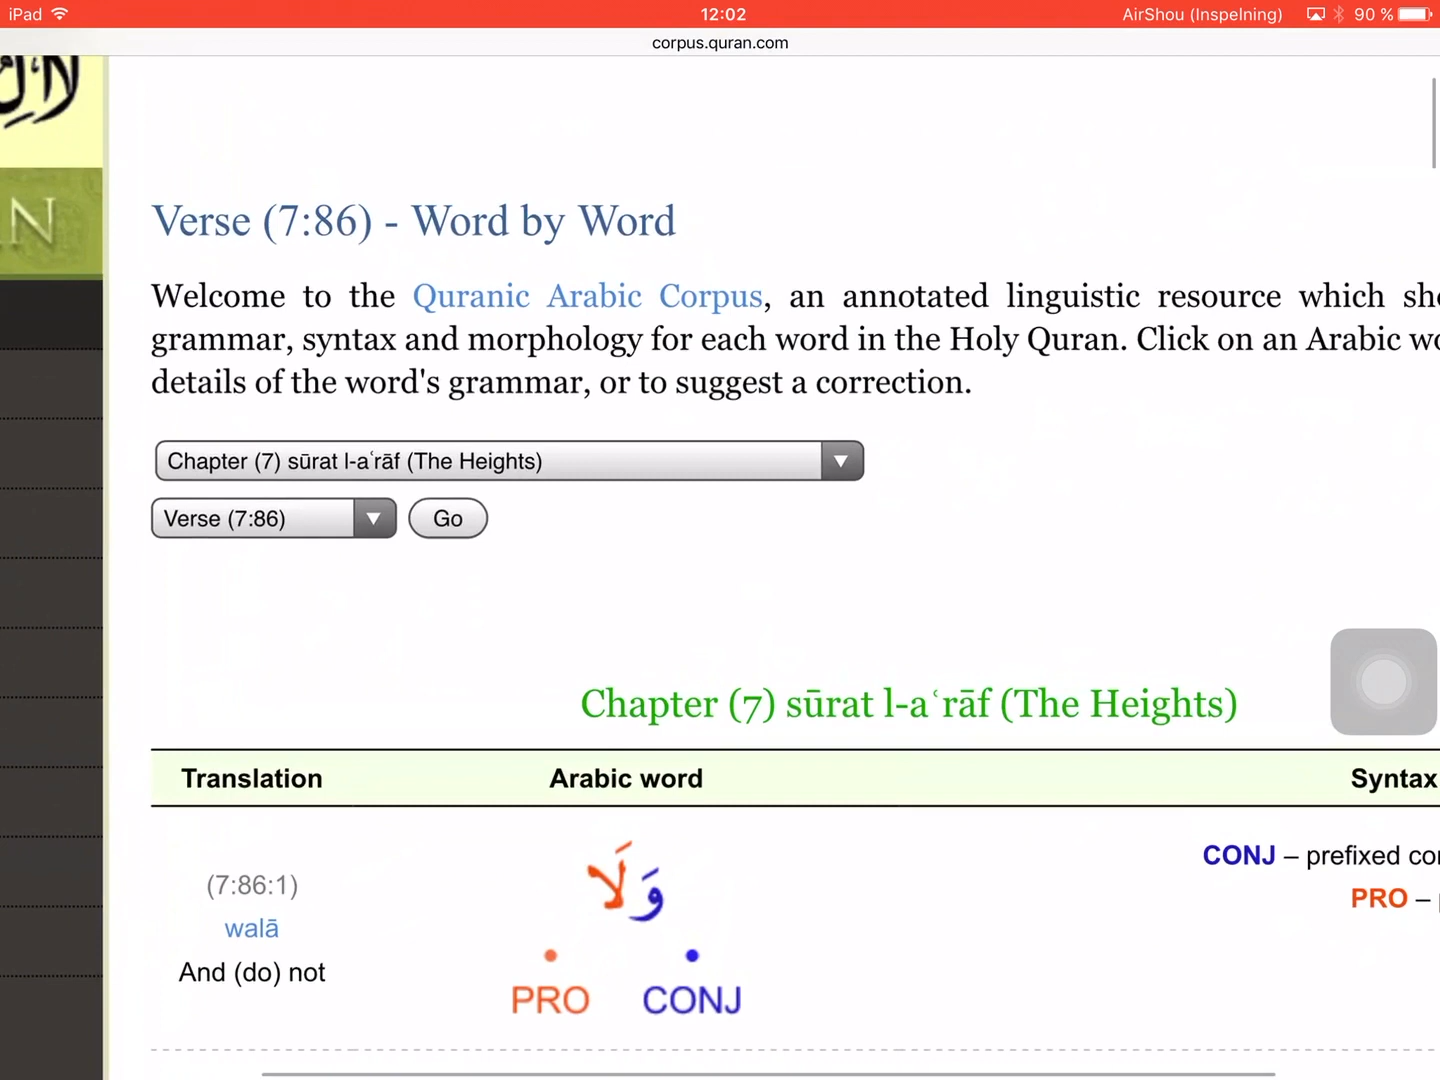 iPad 12:02 AirShou (Inspelning) 90 %
corpus.quran.com
N
Verse (7:86) - Word by Word
Welcome to the Quranic Arabic Corpus, an annotated linguistic resource which
grammar, syntax and morphology for each word in the Holy Quran. Click on an Arabic
details of the word's grammar, or to suggest a correction.
Chapter (7) sūrat l-aʿrāf (The Heights)
Verse (7:86) Go
Chapter (7) sūrat l-aʿrāf (The Heights)
Translation Arabic word Syntax
(7:86:1)
walā
And (do) not
وَلَا
PRO CONJ
CONJ – prefixed
PRO –